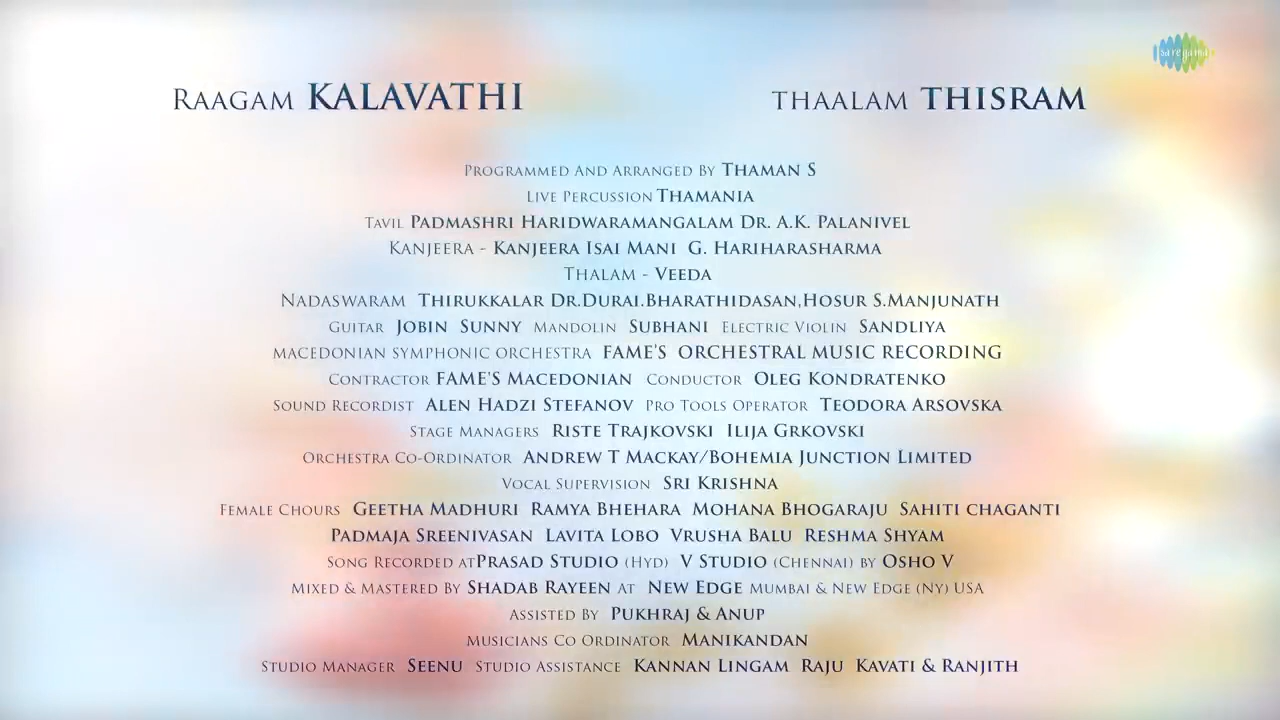 saregama
RAAGAM KALAVATHI THAALAM THISRAM
PROGRAMMED AND ARRANGED BY THAMAN S
LIVE PERCUSSION THAMANIA
TAVIL PADMASHRI HARIDWARAMANGALAM DR. A.K. PALANIVEL
KANJEERA - KANJEERA ISAI MANI G. HARIHARASHARMA
THALAM - VEEDA
NADASWARAM THIRUKKALAR DR.DURAI.BHARATHIDASAN,HOSUR S.MANJUNATH
GUITAR JOBIN SUNNY MANDOLIN SUBHANI ELECTRIC VIOLIN SANDLIYA
MACEDONIAN SYMPHONIC ORCHESTRA FAME'S ORCHESTRAL MUSIC RECORDING
CONTRACTOR FAME'S MACEDONIAN CONDUCTOR OLEG KONDRATENKO
SOUND RECORDIST ALEN HADZI STEFANOV PRO TOOLS OPERATOR TEODORA ARSOVSKA
STAGE MANAGERS RISTE TRAJKOVSKI ILIJA GRKOVSKI
ORCHESTRA CO-ORDINATOR ANDREW T MACKAY/BOHEMIA JUNCTION LIMITED
VOCAL SUPERVISION SRI KRISHNA
FEMALE CHOURS GEETHA MADHURI RAMYA BHEHARA MOHANA BHOGARAJU SAHITI CHAGANTI
PADMAJA SREENIVASAN LAVITA LOBO VRUSHA BALU RESHMA SHYAM
SONG RECORDED ATPRASAD STUDIO (HYD) V STUDIO (CHENNAI) BY OSHO V
MIXED & MASTERED BY SHADAB RAYEEN AT NEW EDGE MUMBAI & NEW EDGE (NY) USA
ASSISTED BY PUKHRAJ & ANUP
MUSICIANS CO ORDINATOR MANIKANDAN
STUDIO MANAGER SEENU STUDIO ASSISTANCE KANNAN LINGAM RAJU KAVATI & RANJITH